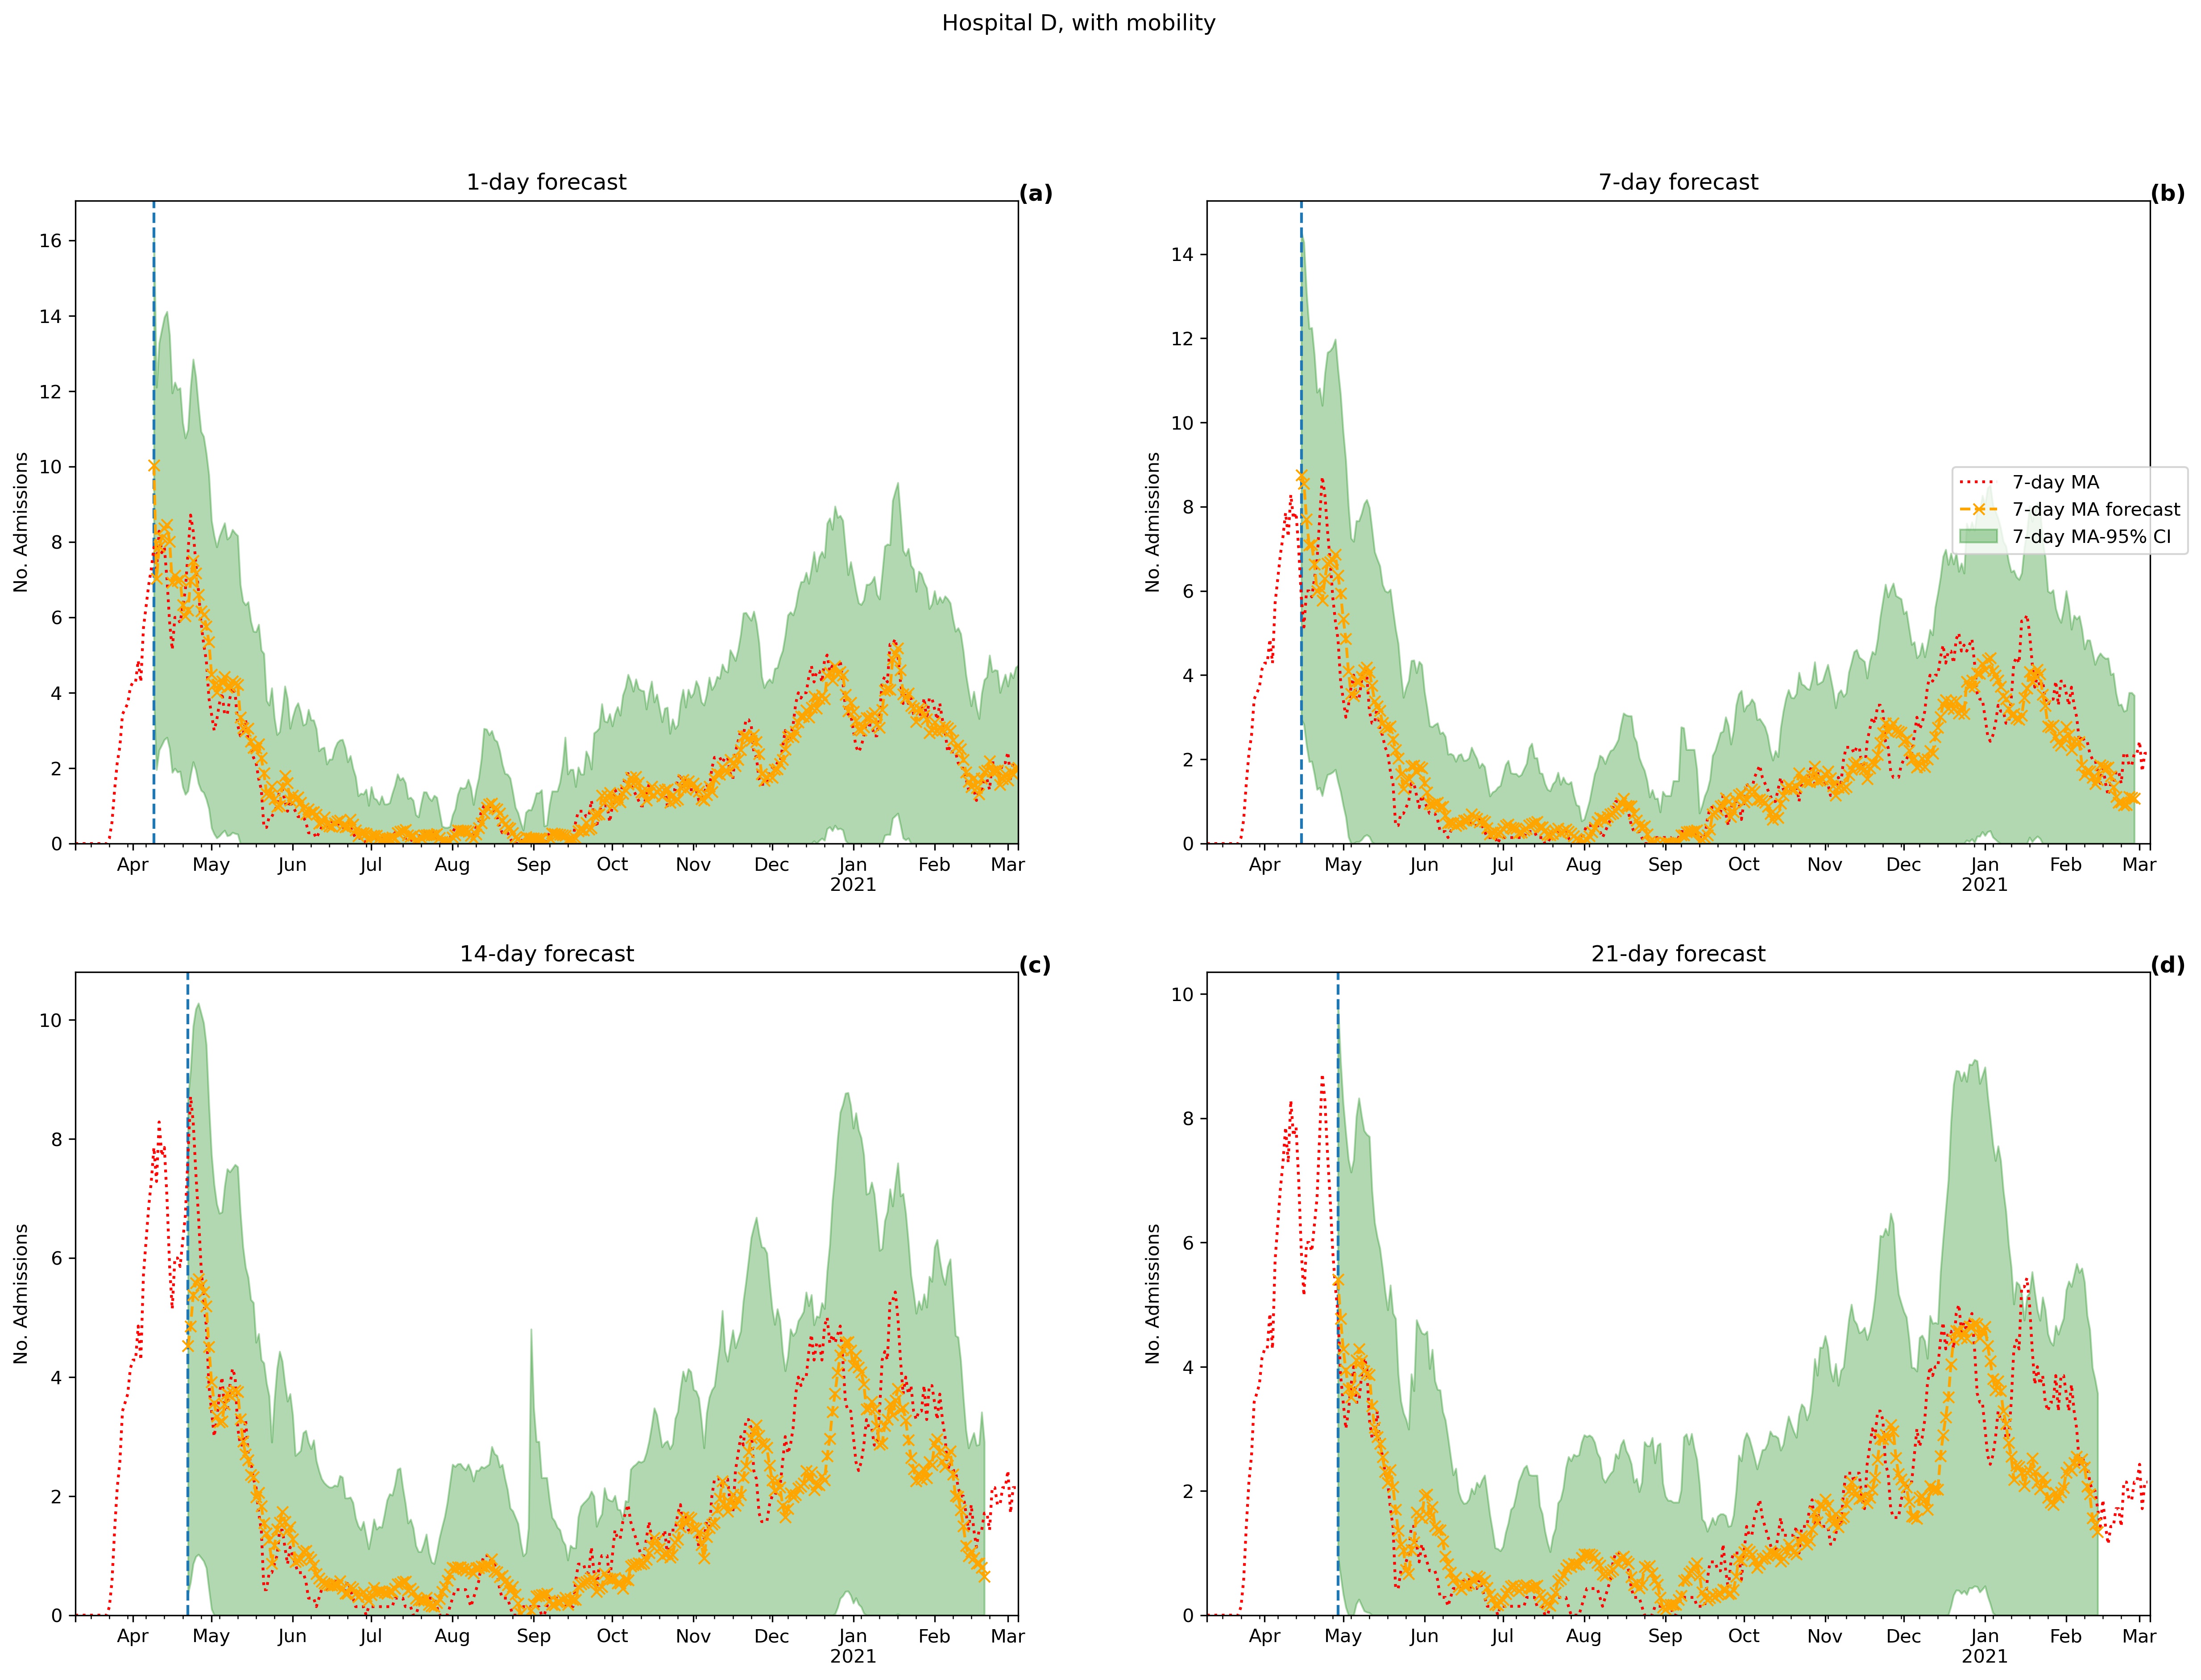 Hospital D, with mobility
1-day forecast
(a)
No. Admissions
16
14
12
10
8
6
4
2
0
Apr May Jun Jul Aug Sep Oct Nov Dec Jan Feb Mar
2021
7-day forecast
(b)
No. Admissions
14
12
10
8
6
4
2
0
7-day MA
7-day MA forecast
7-day MA-95% CI
Apr May Jun Jul Aug Sep Oct Nov Dec Jan Feb Mar
2021
14-day forecast
(c)
No. Admissions
10
8
6
4
2
0
Apr May Jun Jul Aug Sep Oct Nov Dec Jan Feb Mar
2021
21-day forecast
(d)
No. Admissions
10
8
6
4
2
0
Apr May Jun Jul Aug Sep Oct Nov Dec Jan Feb Mar
2021